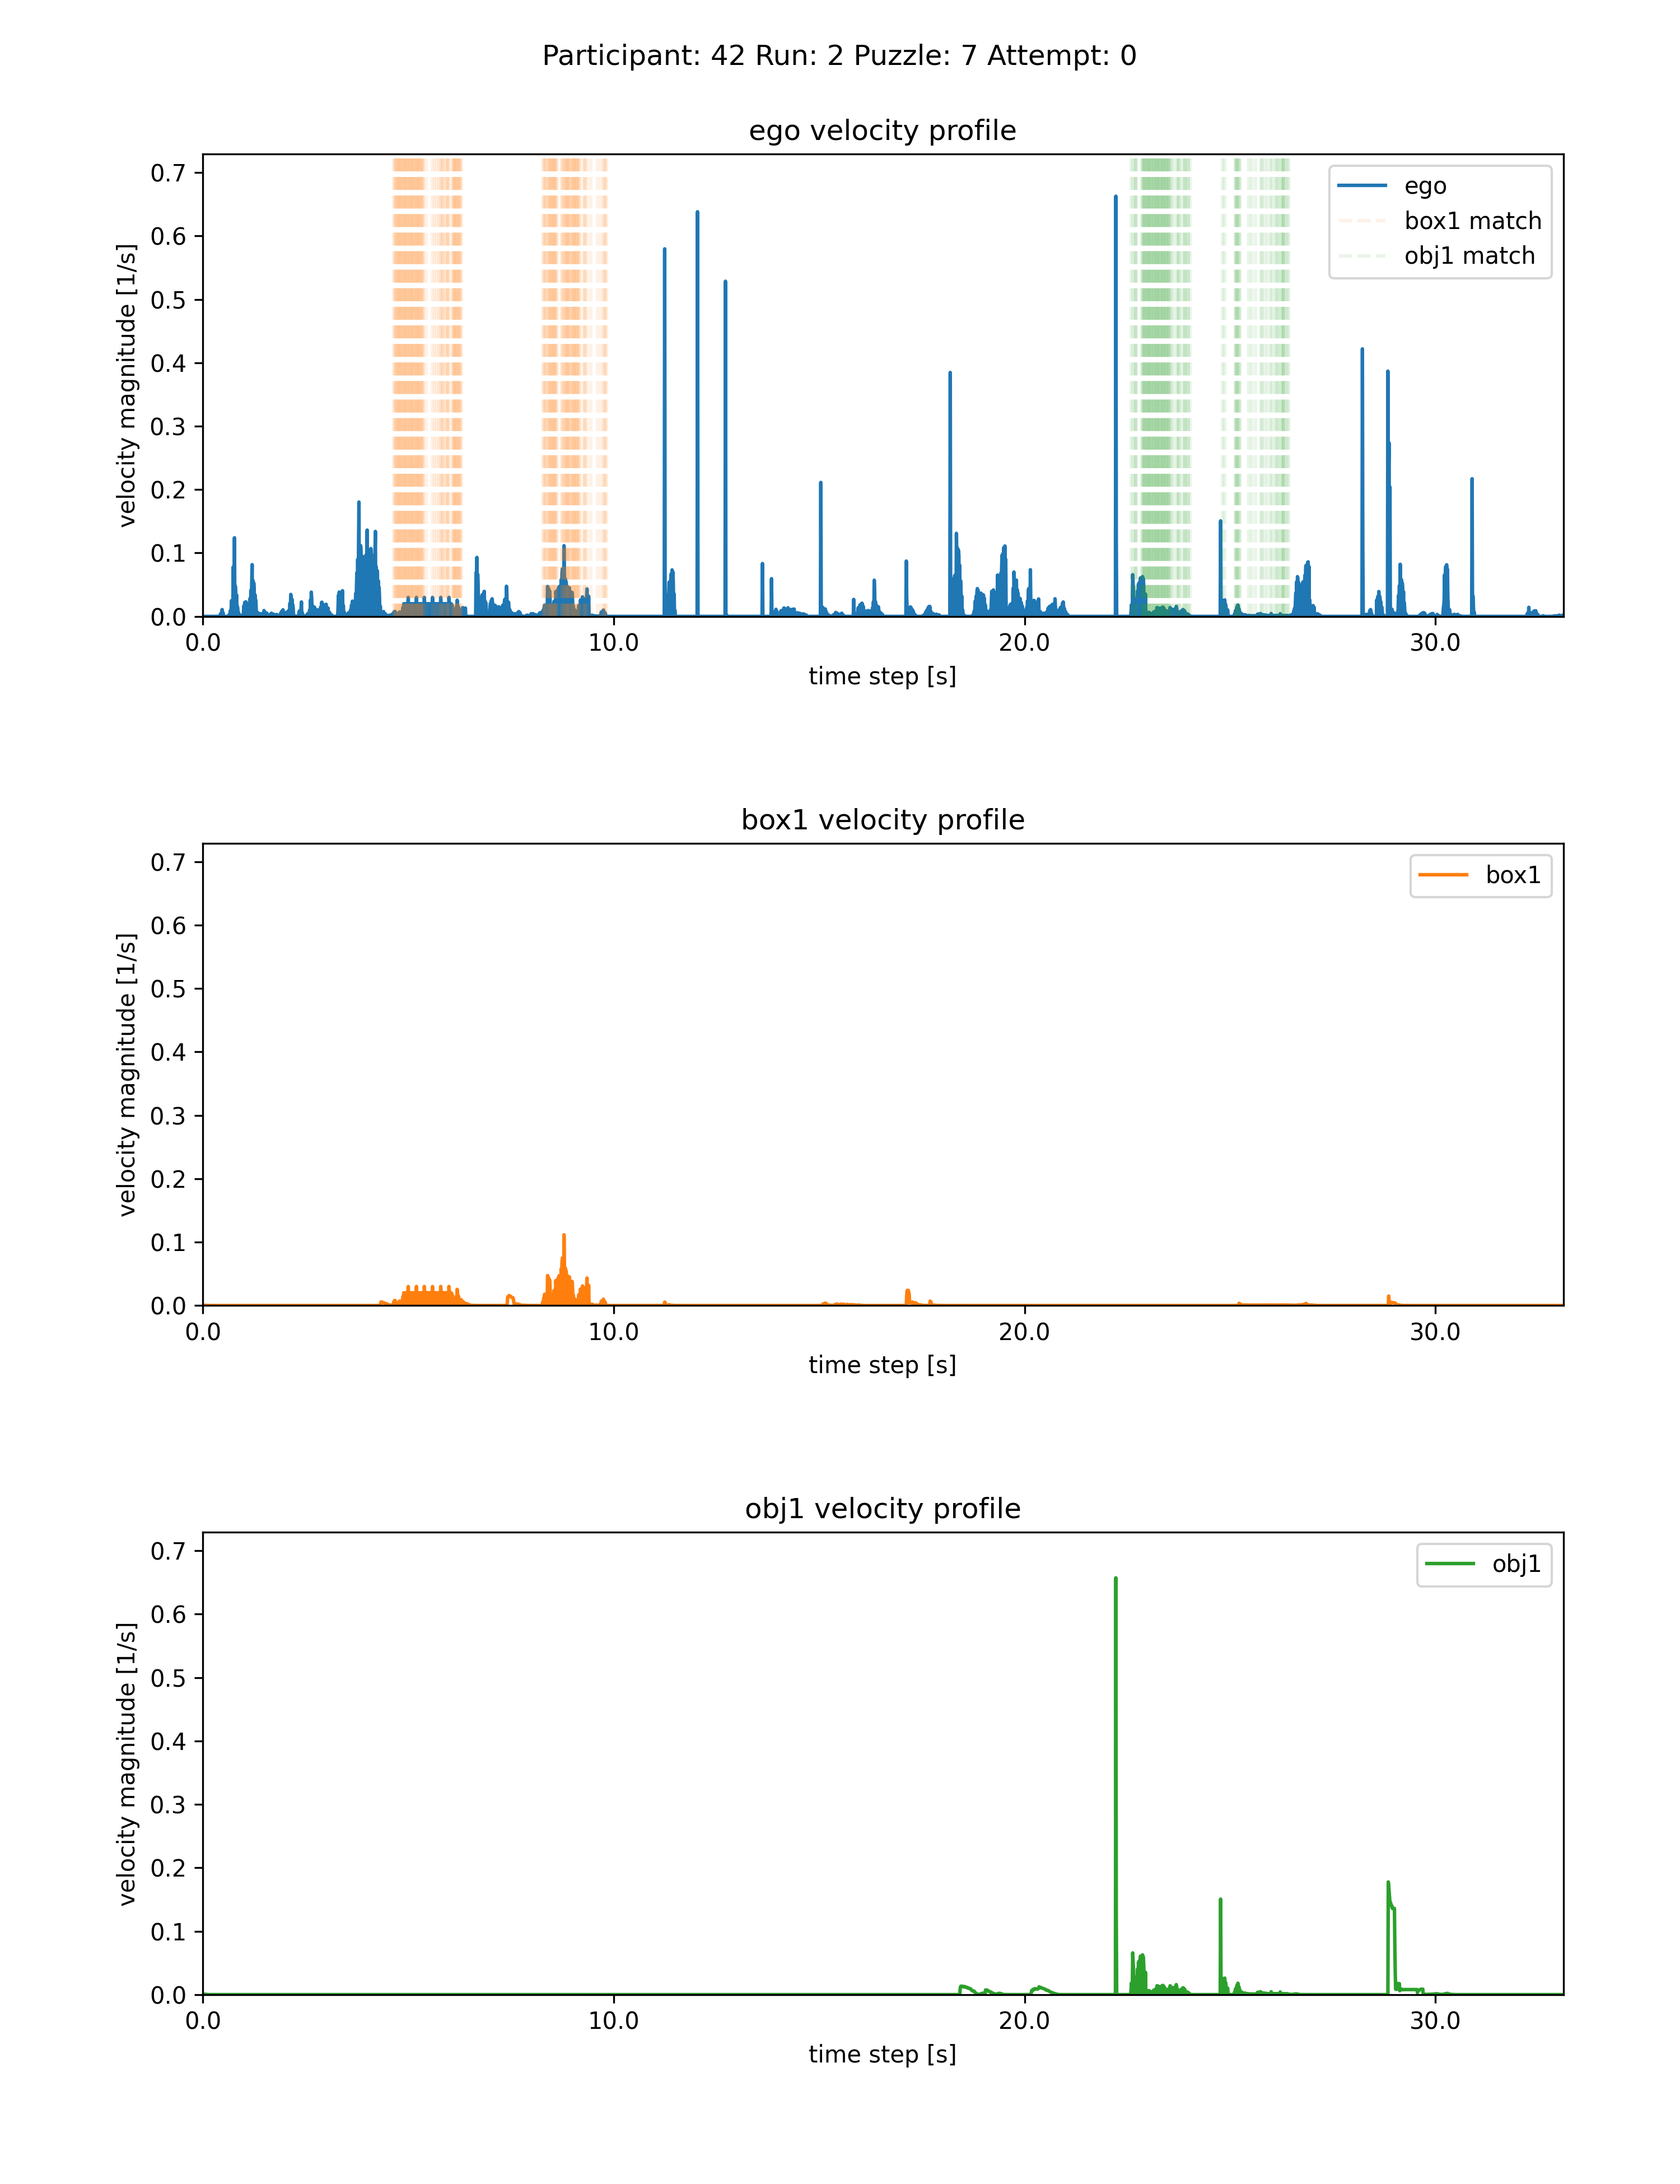 Participant: 42 Run: 2 Puzzle: 7 Attempt: 0
ego velocity profile
velocity magnitude [1/s]
0.7
0.6
0.5
0.4
0.3
0.2
0.1
0.0
ego
box1 match
obj1 match
0.0 10.0 20.0 30.0
time step [s]
box1 velocity profile
velocity magnitude [1/s]
0.7
0.6
0.5
0.4
0.3
0.2
0.1
0.0
box1
0.0 10.0 20.0 30.0
time step [s]
obj1 velocity profile
velocity magnitude [1/s]
0.7
0.6
0.5
0.4
0.3
0.2
0.1
0.0
obj1
0.0 10.0 20.0 30.0
time step [s]